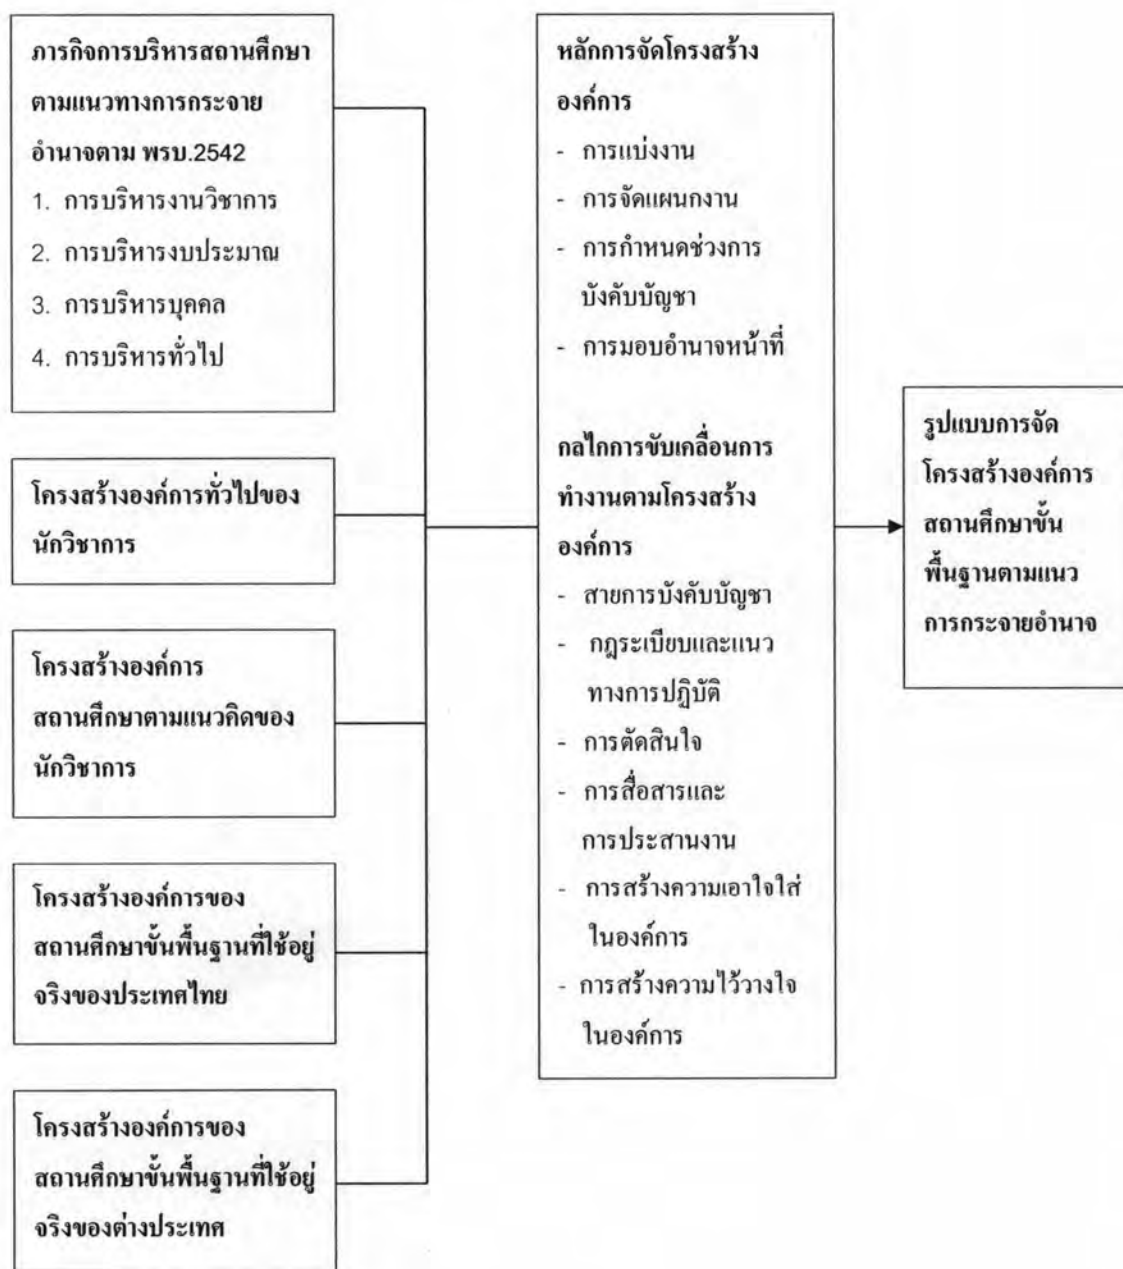 ภารกิจการบริหารสถานศึกษา
ตามแนวทางการกระจาย
อำนาจตาม พรบ.2542
1. การบริหารงานวิชาการ
2. การบริหารงบประมาณ
3. การบริหารบุคคล
4. การบริหารทั่วไป
โครงสร้างองค์การทั่วไปของ
นักวิชาการ
โครงสร้างองค์การ
สถานศึกษาตามแนวคิดของ
นักวิชาการ
โครงสร้างองค์การของ
สถานศึกษาขั้นพื้นฐานที่ใช้อยู่
จริงของประเทศไทย
โครงสร้างองค์การของ
สถานศึกษาขั้นพื้นฐานที่ใช้อยู่
จริงของต่างประเทศ
หลักการจัดโครงสร้าง
องค์การ
- การแบ่งงาน
- การจัดแผนกงาน
- การกำหนดช่วงการ
บังคับบัญชา
- การมอบอำนาจหน้าที่
กลไกการขับเคลื่อนการ
ทำงานตามโครงสร้าง
องค์การ
- สายการบังคับบัญชา
- กฎระเบียบและแนว
ทางการปฏิบัติ
- การตัดสินใจ
- การสื่อสารและ
การประสานงาน
- การสร้างความเอาใจใส่
ในองค์การ
- การสร้างความไว้วางใจ
ในองค์การ
รูปแบบการจัด
โครงสร้างองค์การ
สถานศึกษาขั้น
พื้นฐานตามแนว
การกระจายอำนาจ